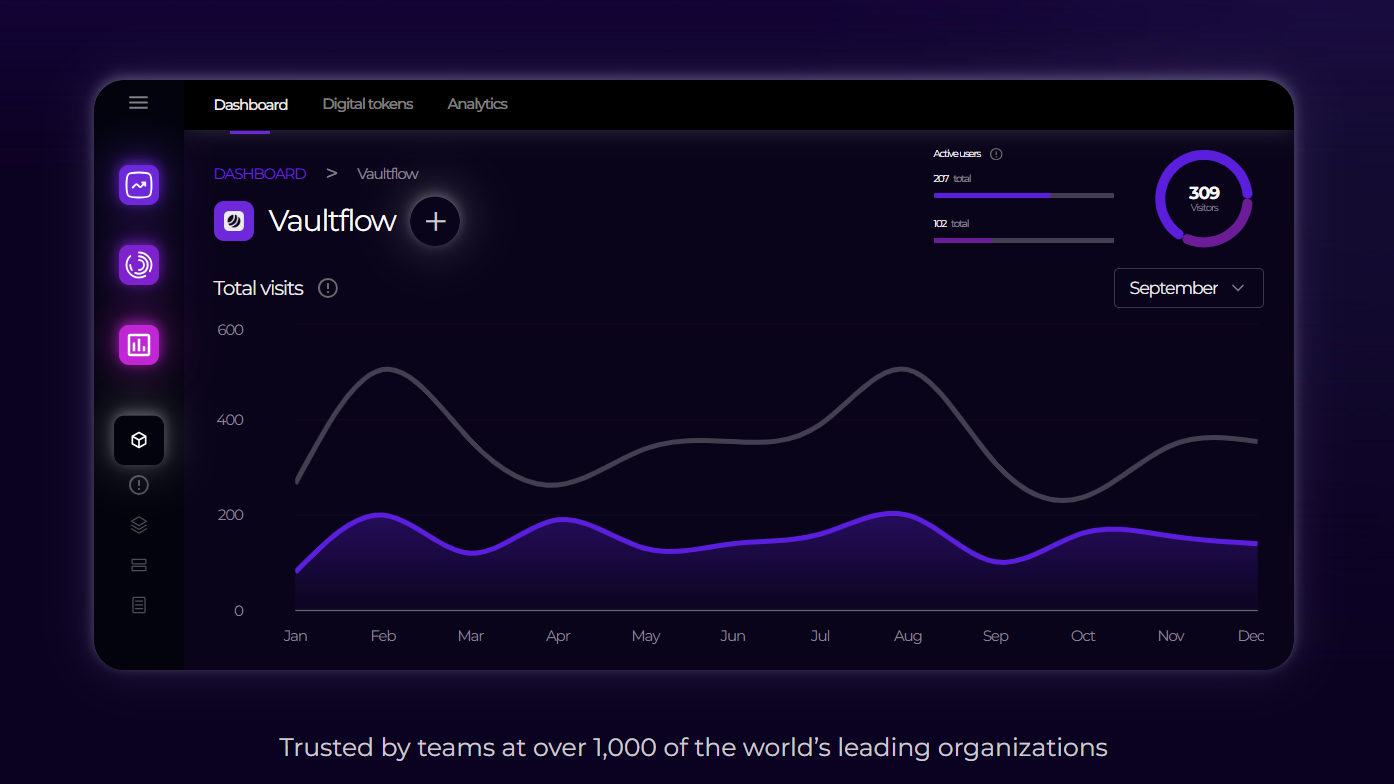 Dashboard Digital tokens Analytics
DASHBOARD > Vaultflow
Vaultflow
Active users
207 total
102 total
309
Visitors
Total visits
September
600
400
200
0
Jan Feb Mar Apr May Jun Jul Aug Sep Oct Nov Dec
Trusted by teams at over 1,000 of the world’s leading organizations